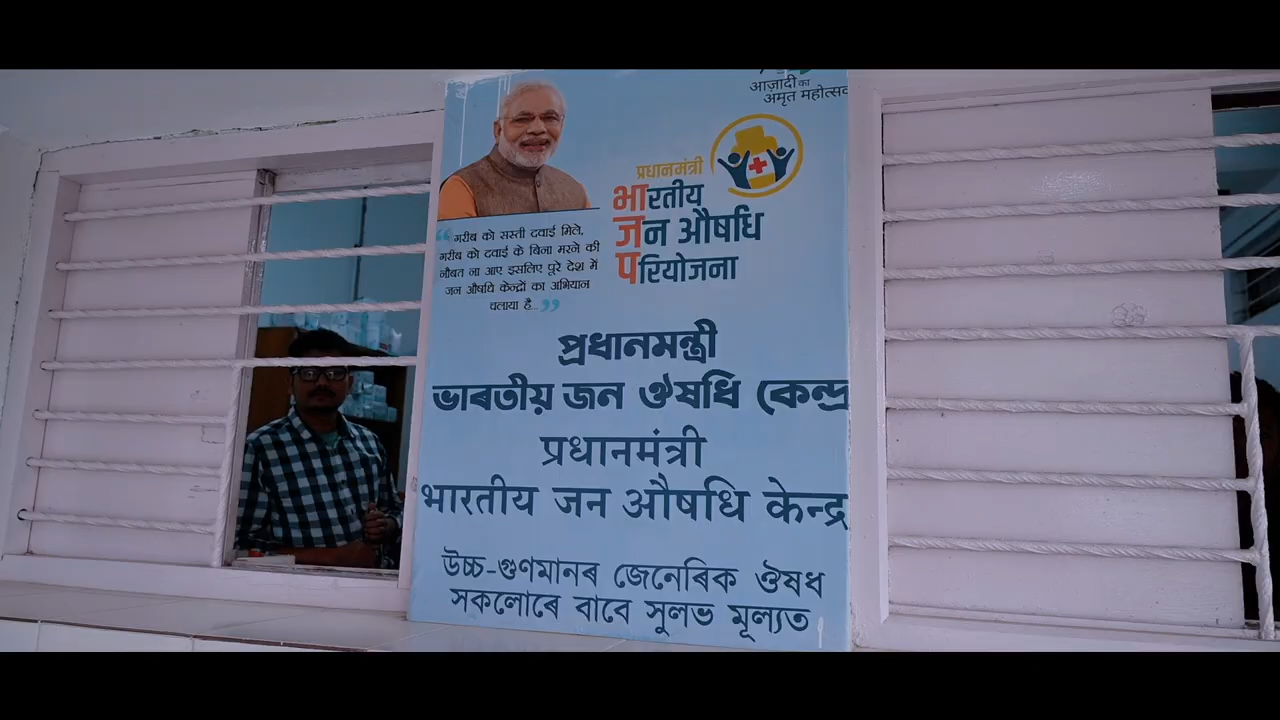 आज़ादी का
अमृत महोत्सव
प्रधानमंत्री
भारतीय
जन औषधि
परियोजना
“गरीब को सस्ती दवाई मिले,
गरीब को दवाई के बिना मरने की
नौबत ना आए इसलिए पूरे देश में
जन औषधि केन्द्रों का अभियान
चलाया है...”
প্ৰধানমন্ত্ৰী
ভাৰতীয় জন ঔষধি কেন্দ্ৰ
प्रधानमंत्री
भारतीय जन औषधि केन्द्र
উচ্চ-গুণমানৰ জেনেৰিক ঔষধ
সকলোৰে বাবে সুলভ মূল্যত